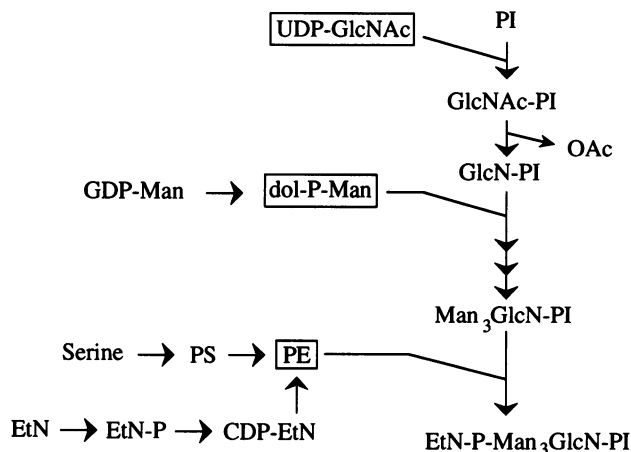 UDP-GlcNAc PI
GlcNAc-PI
OAc
GlcN-PI
GDP-Man dol-P-Man
Man3GlcN-PI
Serine PS PE
EtN EtN-P CDP-EtN EtN-P-Man3GlcN-PI